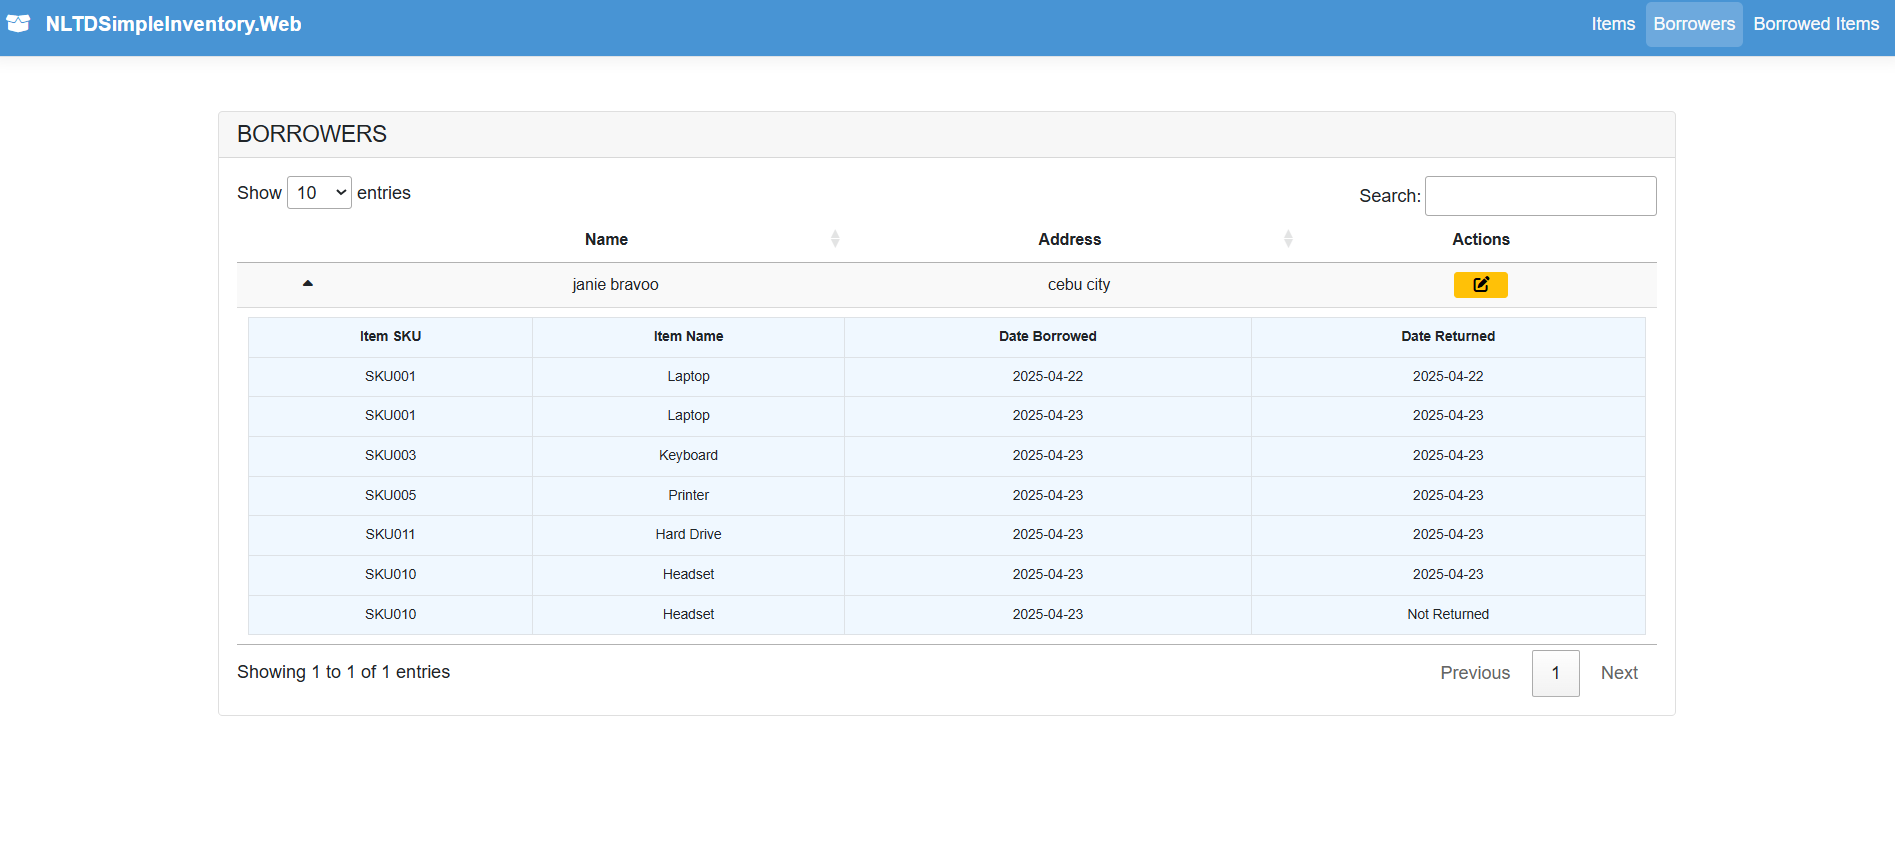 NLTDSimpleInventory.Web Items Borrowers Borrowed Items
BORROWERS
Show 10 entries Search:
Name Address Actions
janie bravoo cebu city
Item SKU Item Name Date Borrowed Date Returned
SKU001 Laptop 2025-04-22 2025-04-22
SKU001 Laptop 2025-04-23 2025-04-23
SKU003 Keyboard 2025-04-23 2025-04-23
SKU005 Printer 2025-04-23 2025-04-23
SKU011 Hard Drive 2025-04-23 2025-04-23
SKU010 Headset 2025-04-23 2025-04-23
SKU010 Headset 2025-04-23 Not Returned
Showing 1 to 1 of 1 entries Previous 1 Next